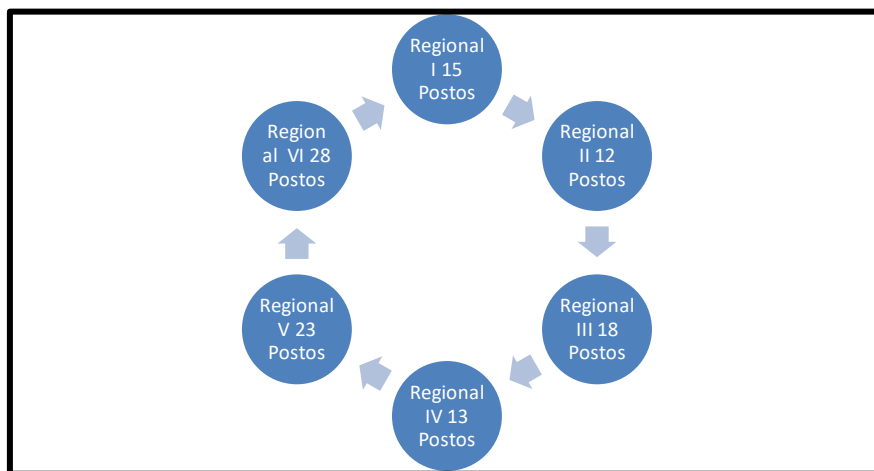 Regional
I 15
Postos
Regional
II 12
Postos
Regional
III 18
Postos
Regional
IV 13
Postos
Regional
V 23
Postos
Region
al VI 28
Postos